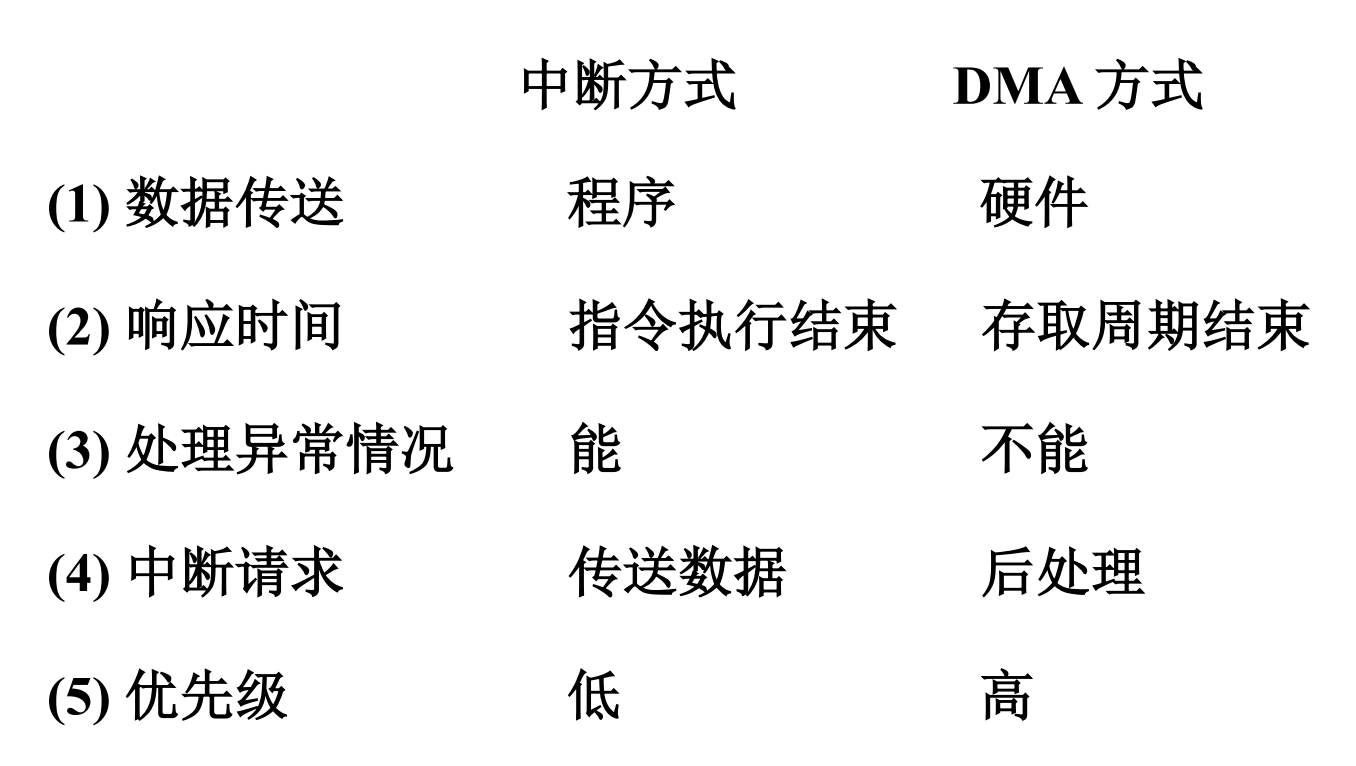 中断方式 DMA 方式
(1) 数据传送 程序 硬件
(2) 响应时间 指令执行结束 存取周期结束
(3) 处理异常情况 能 不能
(4) 中断请求 传送数据 后处理
(5) 优先级 低 高